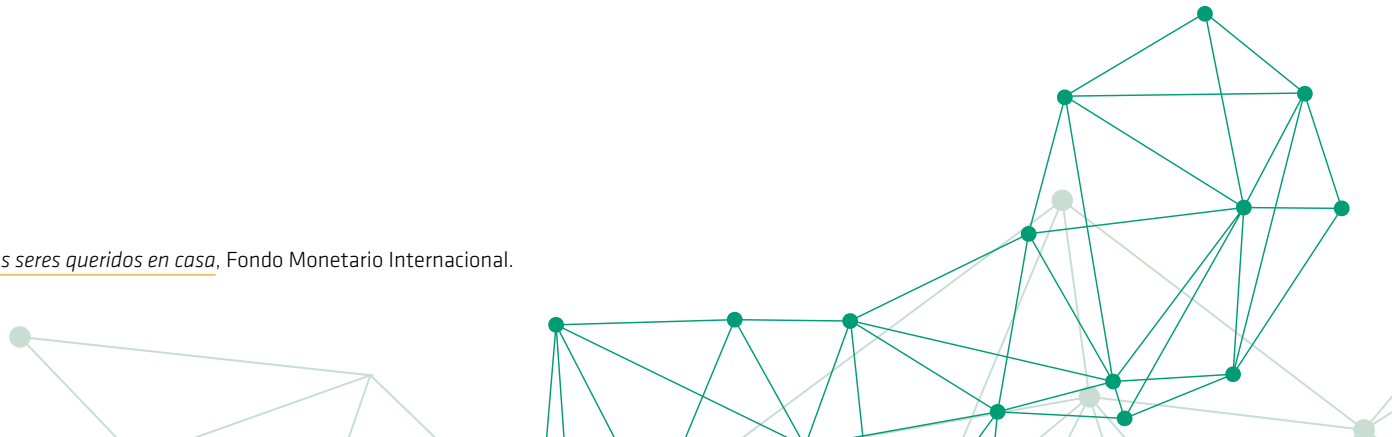 s seres queridos en casa, Fondo Monetario Internacional.